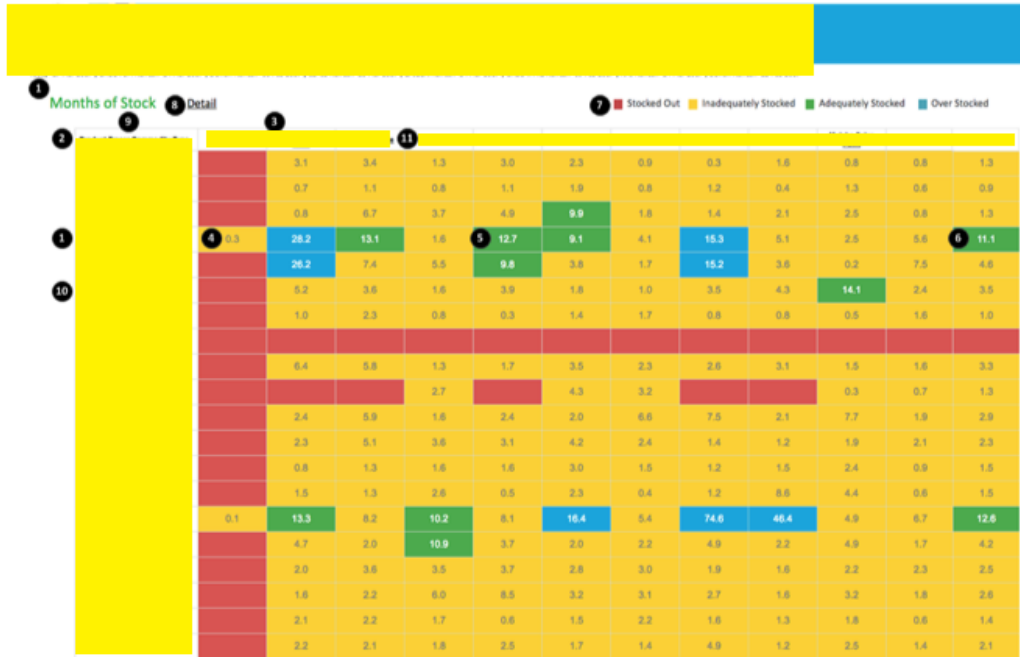 1
Months of Stock 8 Detail 7 Stocked Out Inadequately Stocked Adequately Stocked Over Stocked
9 3
2 11
3.1 3.4 1.3 3.0 2.3 0.9 0.3 1.6 0.8 0.8 1.3
0.7 1.1 0.8 1.1 1.9 0.8 1.2 0.4 1.3 0.6 0.9
0.8 6.7 3.7 4.9 9.9 1.8 1.4 2.1 2.5 0.8 1.3
1 4 0.3 28.2 13.1 1.6 5 12.7 9.1 4.1 15.3 5.1 2.5 5.6 6 11.1
26.2 7.4 5.5 9.8 3.8 1.7 15.2 3.6 0.2 7.5 4.6
10 5.2 3.6 1.6 3.9 1.8 1.0 3.5 4.3 14.1 2.4 3.5
1.0 2.3 0.8 0.3 1.4 1.7 0.8 0.8 0.5 1.6 1.0
6.4 5.8 1.3 1.7 3.5 2.3 2.6 3.1 1.5 1.6 3.3
2.7 4.3 3.2 0.3 0.7 1.3
2.4 5.9 1.6 2.4 2.0 6.6 7.5 2.1 7.7 1.9 2.9
2.3 5.1 3.6 3.1 4.2 2.4 1.4 1.2 1.9 2.1 2.3
0.8 1.3 1.6 1.6 3.0 1.5 1.2 1.5 2.4 0.9 1.5
1.5 1.3 2.6 0.5 2.3 0.4 1.2 8.6 4.4 0.6 1.5
0.1 13.3 8.2 10.2 8.1 16.4 5.4 74.6 46.4 4.9 6.7 12.6
4.7 2.0 10.9 3.7 2.0 2.2 4.9 2.2 4.9 1.7 4.2
2.0 3.6 3.5 3.7 2.8 3.0 1.9 1.6 2.2 2.3 2.5
1.6 2.2 6.0 8.5 3.2 3.1 2.7 1.6 3.2 1.8 2.6
2.1 2.2 1.7 0.6 1.5 2.2 1.6 1.3 1.8 0.6 1.4
2.2 2.1 1.8 2.5 1.7 1.4 4.9 1.2 2.5 1.4 2.1